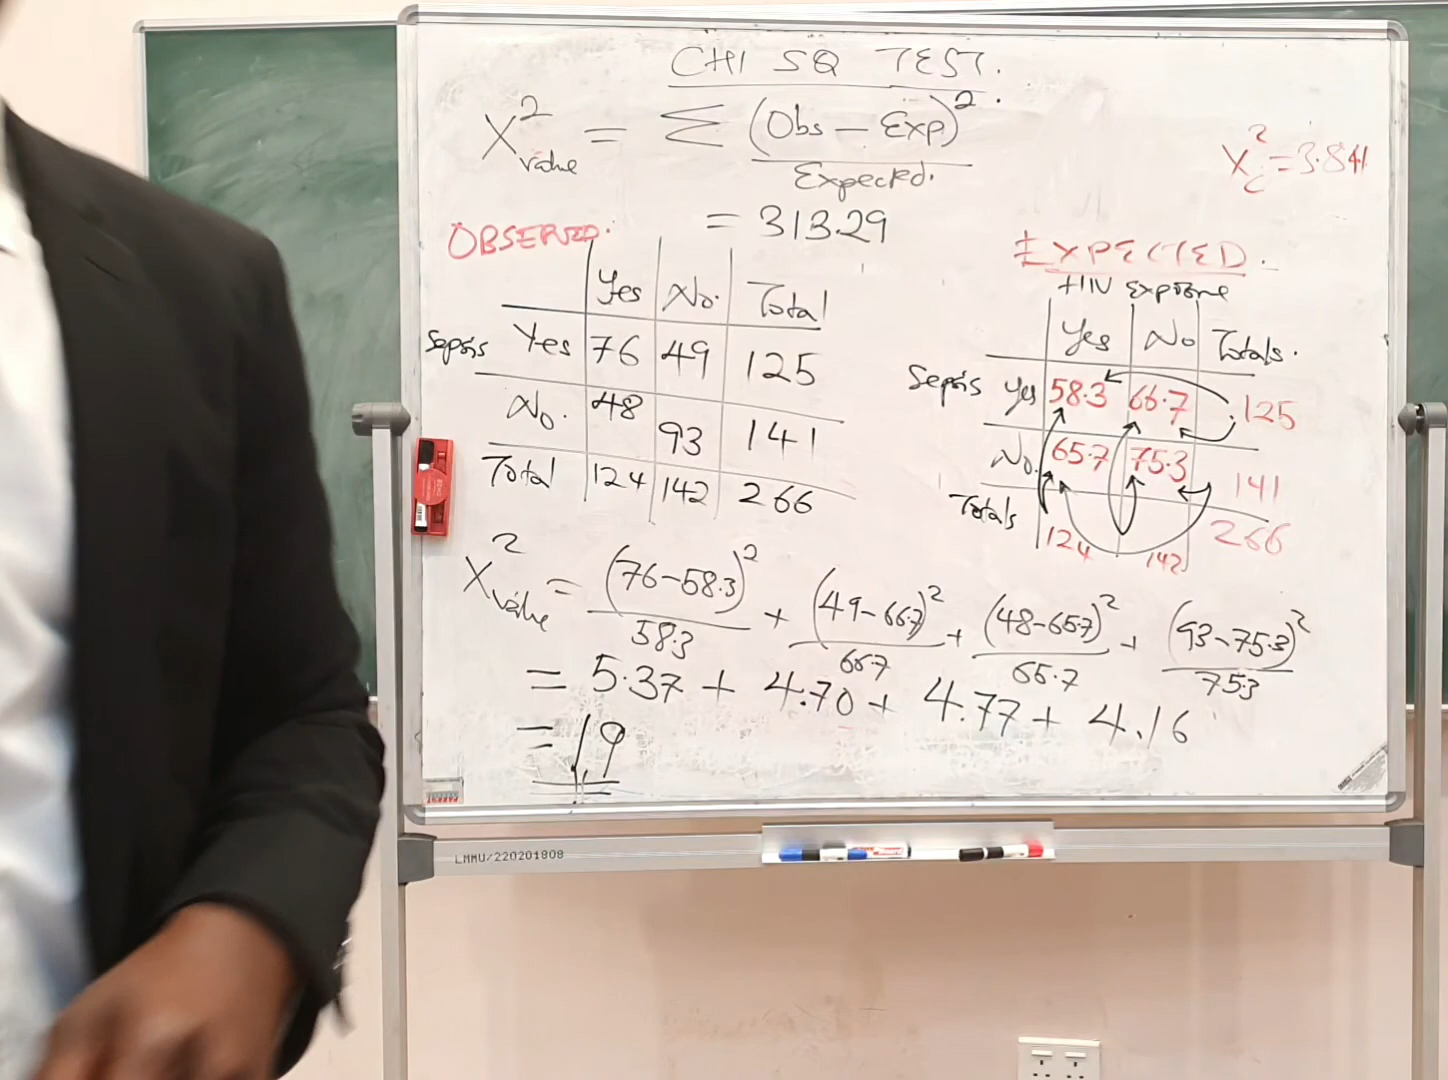 CHI SQ TEST.
X²value = Σ (Obs − Exp)² / Expected.
X²c = 3.841
= 313.29
OBSERVED.
Yes No. Total
Sepsis Yes 76 49 125
No. 48 93 141
Total 124 142 266
EXPECTED.
HIV
Yes No Totals.
Sepsis Yes 58.3 66.7 125
No. 65.7 75.3 141
Totals 124 142 266
X²value = (76−58.3)² / 58.3 + (49−66.7)² / 66.7 + (48−65.7)² / 65.7 + (93−75.3)² / 75.3
= 5.37 + 4.70 + 4.77 + 4.16
= 19
LMMU/220201808